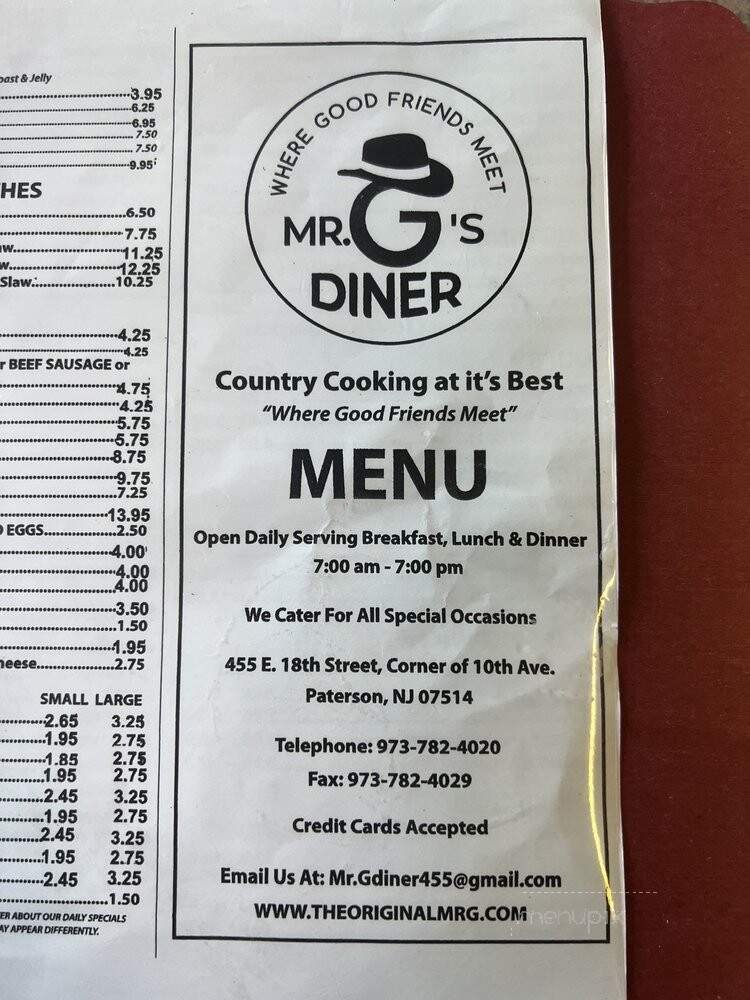 oast & Jelly
3.95
6.25
6.95
7.50
7.50
9.95
HES
6.50
7.75
w. 11.25
w. 12.25
Slaw. 10.25
4.25
4.25
r BEEF SAUSAGE or
4.75
4.25
5.75
5.75
8.75
9.75
7.25
13.95
D EGGS 2.50
4.00
4.00
4.00
3.50
1.50
1.95
heese 2.75
SMALL LARGE
2.65 3.25
1.95 2.75
1.85 2.75
1.95 2.75
2.45 3.25
1.95 2.75
2.45 3.25
1.95 2.75
2.45 3.25
1.50
ER ABOUT OUR DAILY SPECIALS
AY APPEAR DIFFERENTLY.
WHERE GOOD FRIENDS MEET
MR. G'S
DINER
Country Cooking at it's Best
"Where Good Friends Meet"
MENU
Open Daily Serving Breakfast, Lunch & Dinner
7:00 am - 7:00 pm
We Cater For All Special Occasions
455 E. 18th Street, Corner of 10th Ave.
Paterson, NJ 07514
Telephone: 973-782-4020
Fax: 973-782-4029
Credit Cards Accepted
Email Us At: Mr.Gdiner455@gmail.com
WWW.THEORIGINALMRG.COM
menupix